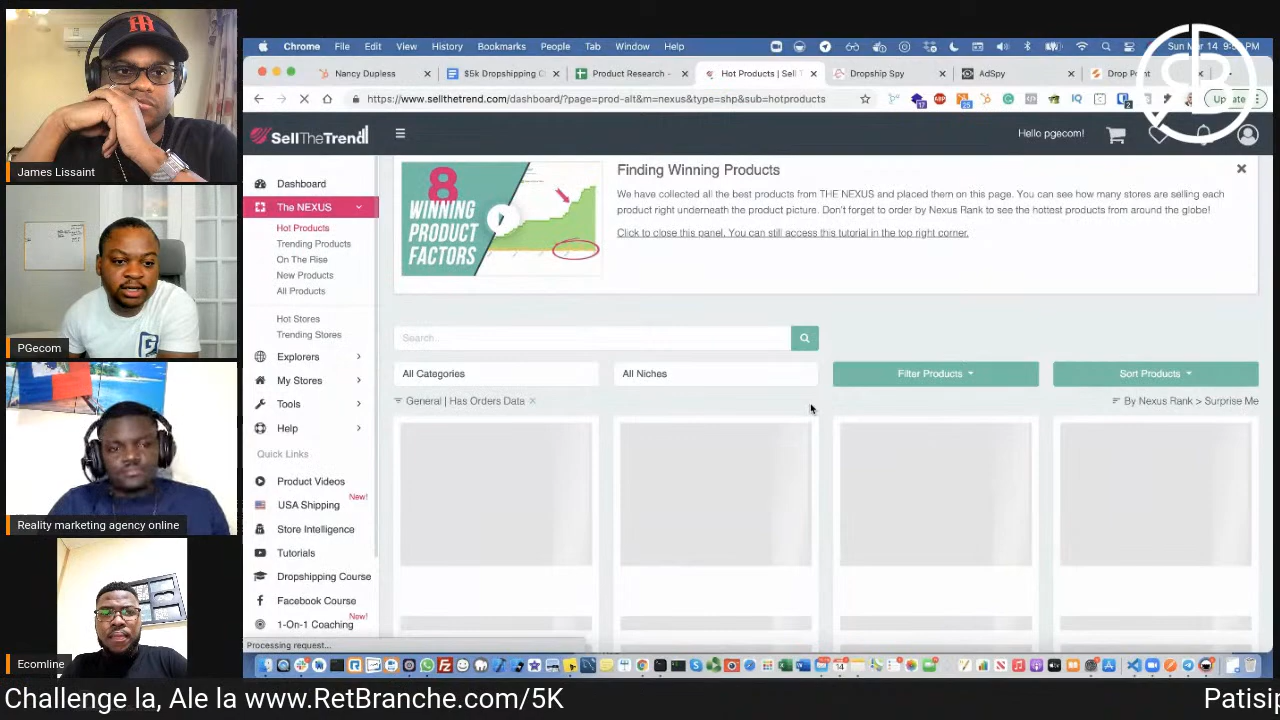 James Lissaint
PGecom
Reality marketing agency online
Ecomline
Chrome File Edit View History Bookmarks People Tab Window Help
Sun Mar 14
Nancy Dupless
$5k Dropshipping C
Product Research -
Hot Products | Sell T
Dropship Spy
AdSpy
Drop Point
https://www.sellthetrend.com/dashboard/?page=prod-alt&m=nexus&type=shp&sub=hotproducts
Update
SellTheTrend
Hello pgecom!
Dashboard
The NEXUS
Hot Products
Trending Products
On The Rise
New Products
All Products
Hot Stores
Trending Stores
Explorers
My Stores
Tools
Help
Quick Links
Product Videos
New!
USA Shipping
Store Intelligence
Tutorials
Dropshipping Course
Facebook Course
New!
1-On-1 Coaching
Processing request...
8
WINNING
PRODUCT
FACTORS
Finding Winning Products
We have collected all the best products from THE NEXUS and placed them on this page. You can see how many stores are selling each
product right underneath the product picture. Don't forget to order by Nexus Rank to see the hottest products from around the globe!
Click to close this panel. You can still access this tutorial in the top right corner.
Search...
All Categories
All Niches
Filter Products
Sort Products
General | Has Orders Data
By Nexus Rank > Surprise Me
Challenge la, Ale la www.RetBranche.com/5K
Patisip